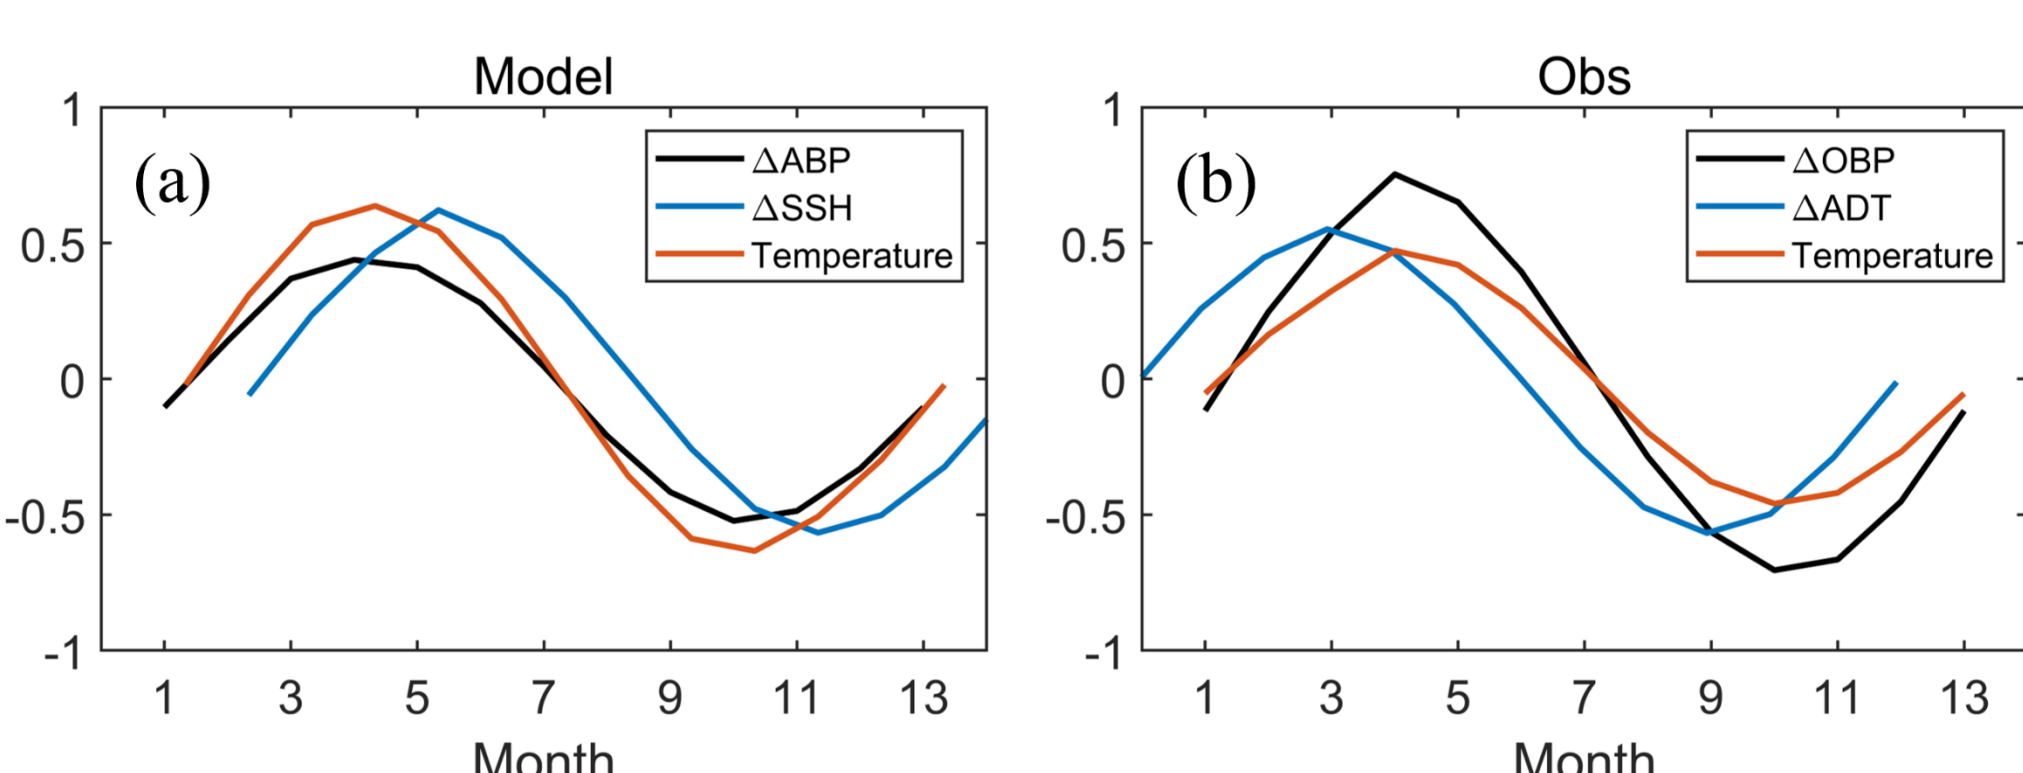 Model
(a)
ΔABP
ΔSSH
Temperature
1
0.5
0
-0.5
-1
1 3 5 7 9 11 13
Month
Obs
(b)
ΔOBP
ΔADT
Temperature
1
0.5
0
-0.5
-1
1 3 5 7 9 11 13
Month